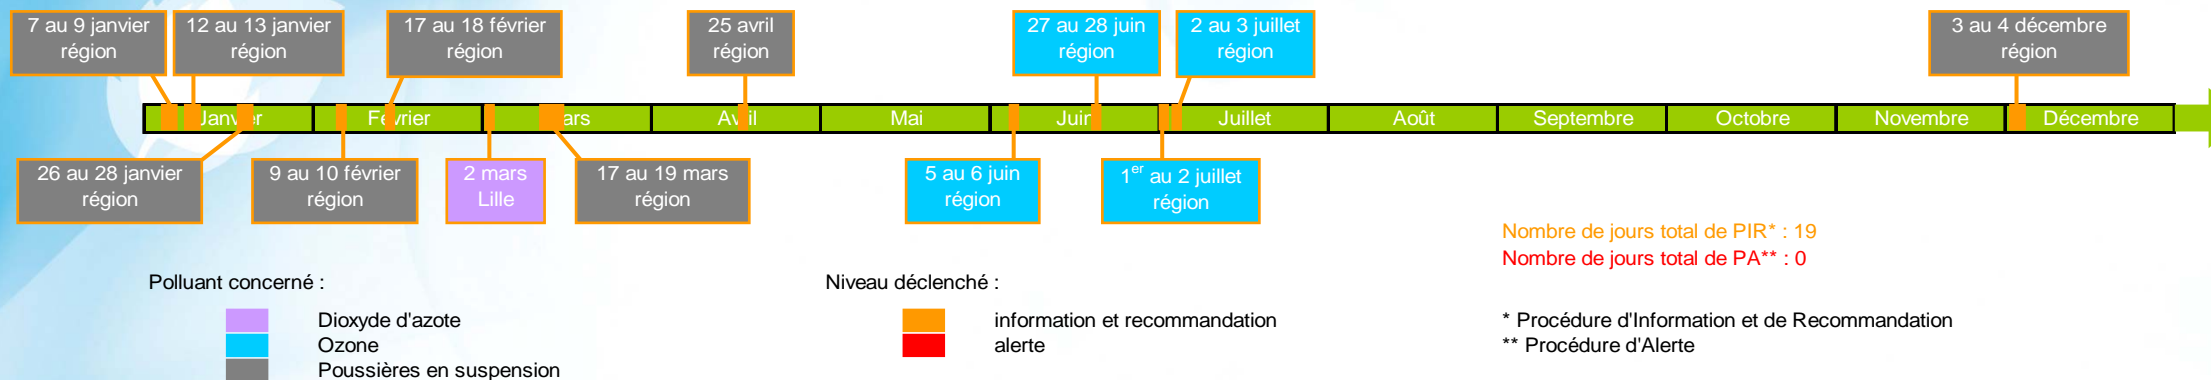 7 au 9 janvier
région
12 au 13 janvier
région
17 au 18 février
région
25 avril
région
27 au 28 juin
région
2 au 3 juillet
région
3 au 4 décembre
région
Janvier
Février
Mars
Avril
Mai
Juin
Juillet
Août
Septembre
Octobre
Novembre
Décembre
26 au 28 janvier
région
9 au 10 février
région
2 mars
Lille
17 au 19 mars
région
5 au 6 juin
région
1er au 2 juillet
région
Nombre de jours total de PIR* : 19
Nombre de jours total de PA** : 0
Polluant concerné :
Dioxyde d'azote
Ozone
Poussières en suspension
Niveau déclenché :
information et recommandation
alerte
* Procédure d'Information et de Recommandation
** Procédure d'Alerte